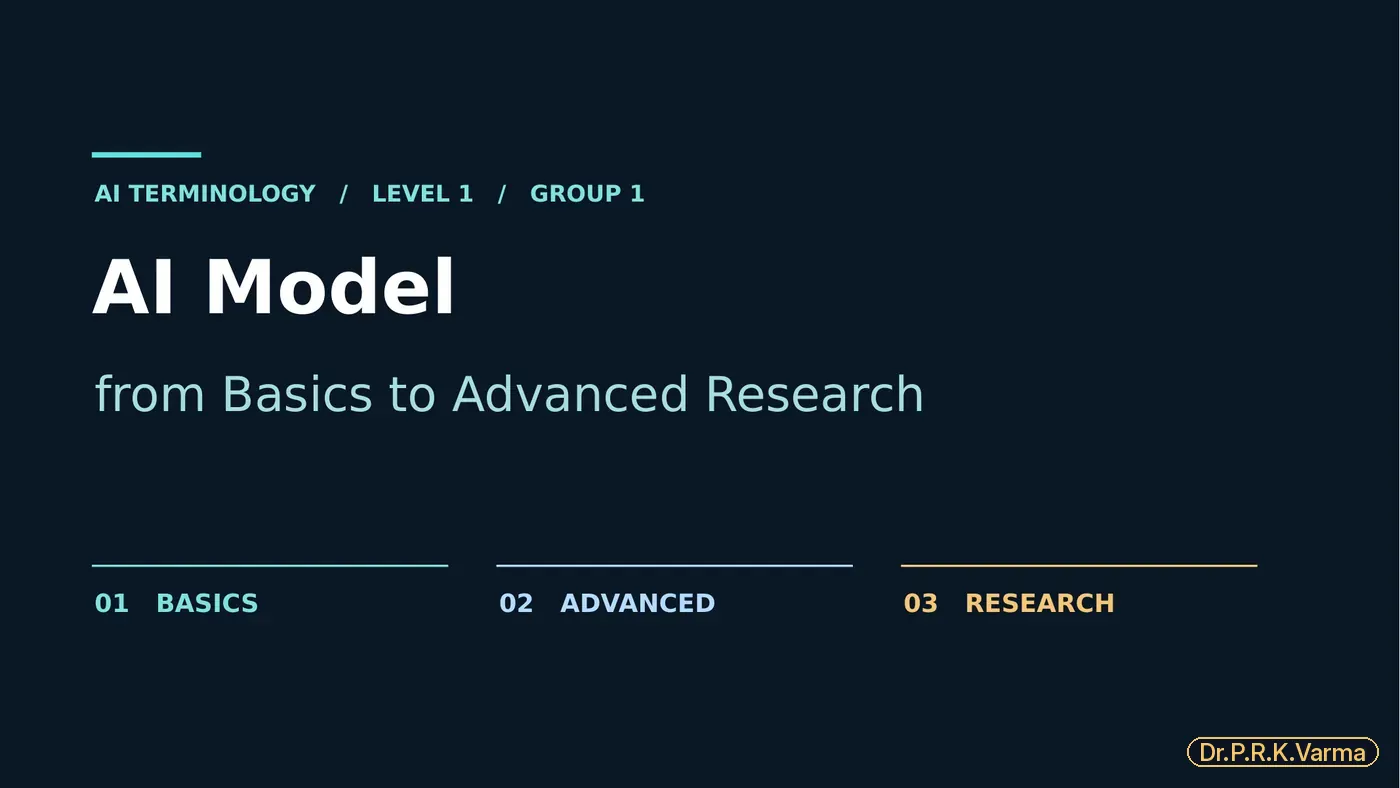 AI TERMINOLOGY / LEVEL 1 / GROUP 1
AI Model
from Basics to Advanced Research
01 BASICS
02 ADVANCED
03 RESEARCH
Dr.P.R.K.Varma